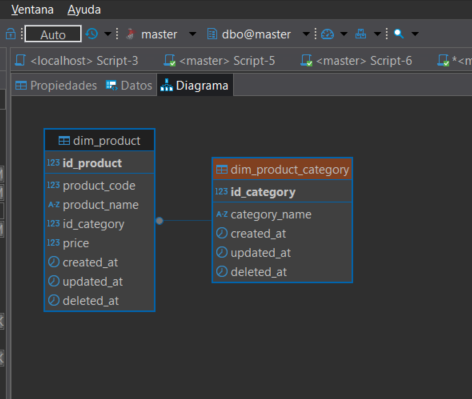 Ventana Ayuda
Auto master dbo@master
<localhost> Script-3 <master> Script-5 <master> Script-6
Propiedades Datos Diagrama
dim_product
123 id_product
123 product_code
A-Z product_name
123 id_category
123 price
created_at
updated_at
deleted_at
dim_product_category
123 id_category
A-Z category_name
created_at
updated_at
deleted_at